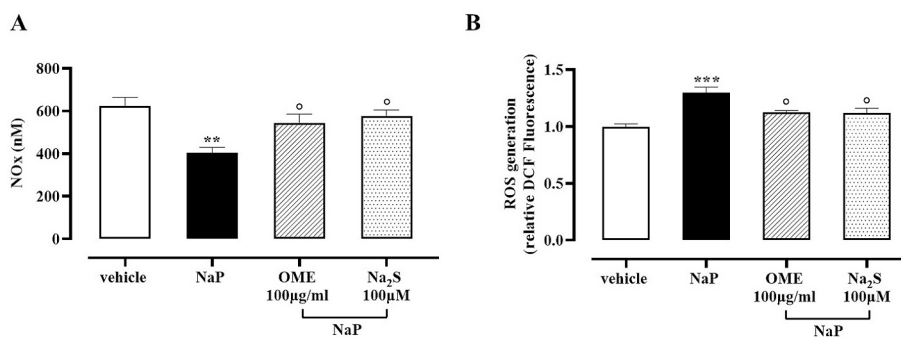 A
NOx (nM)
800
600
400
200
0
**
°
°
vehicle
NaP
OME
100µg/ml
Na₂S
100µM
NaP
B
ROS generation
(relative DCF Fluorescence)
1.5
1.0
0.5
0.0
***
°
°
vehicle
NaP
OME
100µg/ml
Na₂S
100µM
NaP